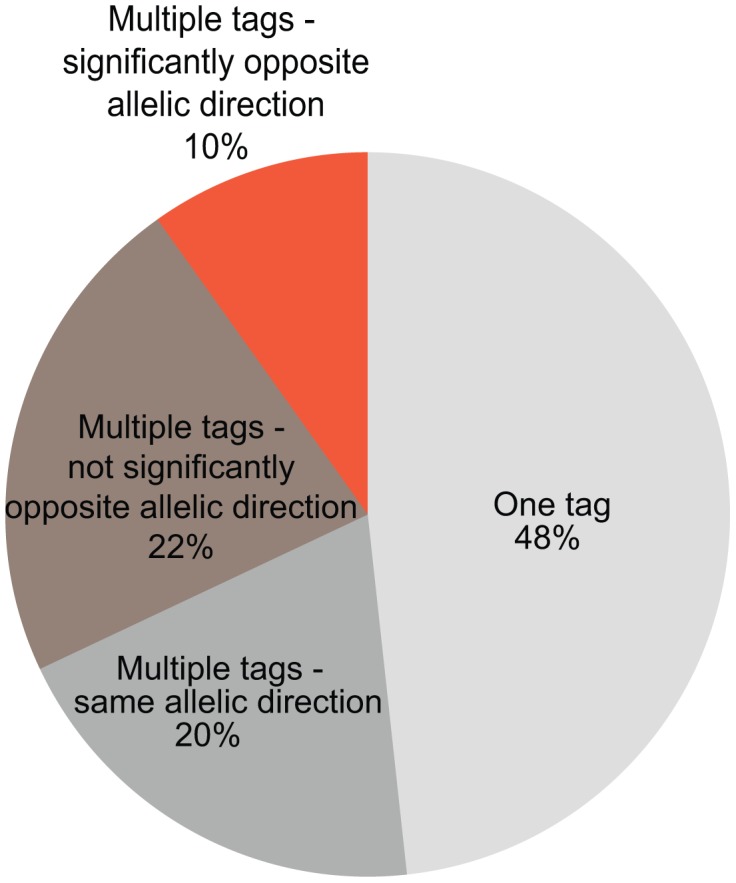 Multiple tags -
significantly opposite
allelic direction
10%
Multiple tags -
not significantly
opposite allelic direction
22%
One tag
48%
Multiple tags -
same allelic direction
20%